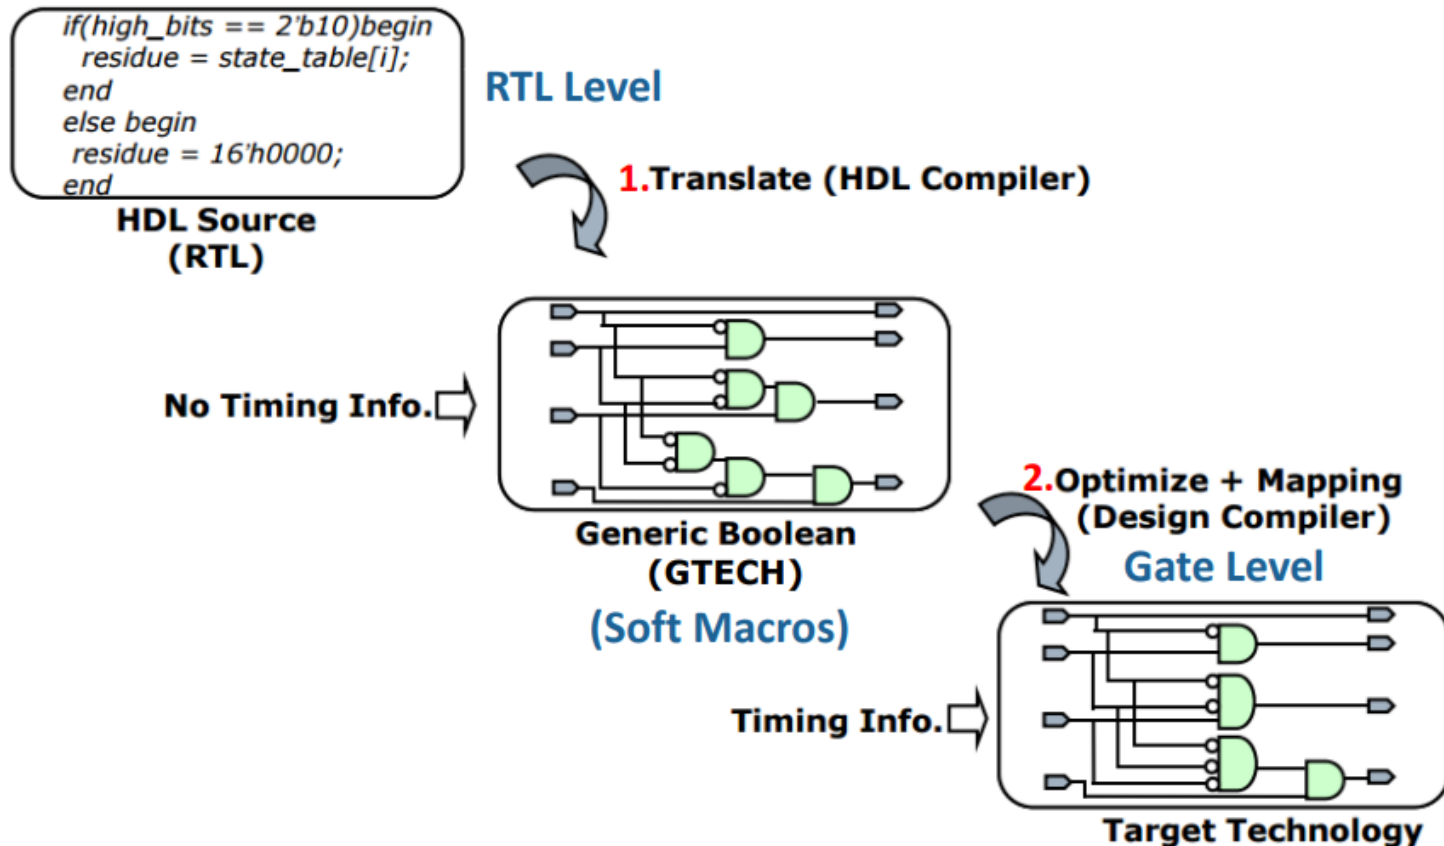 if(high_bits == 2'b10)begin
residue = state_table[i];
end
else begin
residue = 16'h0000;
end
HDL Source
(RTL)
RTL Level
1.Translate (HDL Compiler)
No Timing Info.
Generic Boolean
(GTECH)
(Soft Macros)
2.Optimize + Mapping
(Design Compiler)
Gate Level
Timing Info.
Target Technology